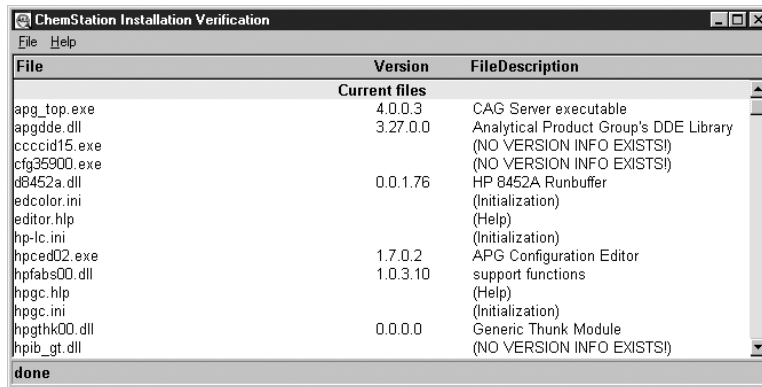 ChemStation Installation Verification
File Help
File Version FileDescription
Current files
apg_top.exe 4.0.0.3 CAG Server executable
apgdde.dll 3.27.0.0 Analytical Product Group's DDE Library
ccccid15.exe (NO VERSION INFO EXISTS!)
cfg35900.exe (NO VERSION INFO EXISTS!)
d8452a.dll 0.0.1.76 HP 8452A Runbuffer
edcolor.ini (Initialization)
editor.hlp (Help)
hp-lc.ini (Initialization)
hpced02.exe 1.7.0.2 APG Configuration Editor
hpfabs00.dll 1.0.3.10 support functions
hpgc.hlp (Help)
hpgc.ini (Initialization)
hpgthk00.dll 0.0.0.0 Generic Thunk Module
hpib_gt.dll (NO VERSION INFO EXISTS!)
done